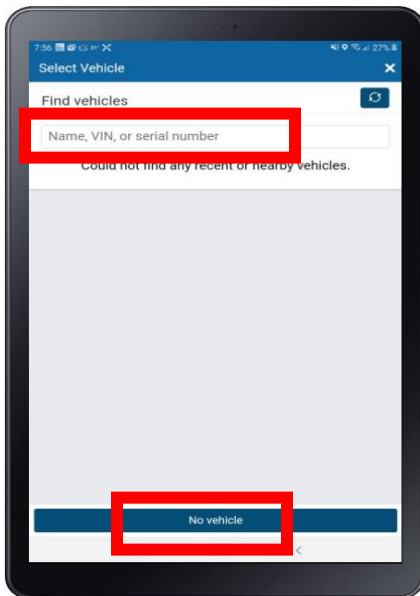 7:56 27%
Select Vehicle
Find vehicles
Name, VIN, or serial number
Could not find any recent or nearby vehicles.
No vehicle